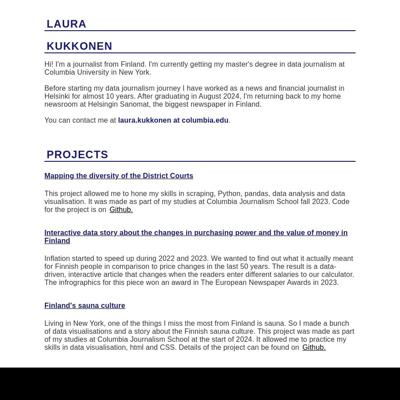 LAURA
KUKKONEN
Hi! I'm a journalist from Finland. I'm currently getting my master's degree in data journalism at
Columbia University in New York.
Before starting my data journalism journey I have worked as a news and financial journalist in
Helsinki for almost 10 years. After graduating in August 2024, I'm returning back to my home
newsroom at Helsingin Sanomat, the biggest newspaper in Finland.
You can contact me at laura.kukkonen at columbia.edu.
PROJECTS
Mapping the diversity of the District Courts
This project allowed me to hone my skills in scraping, Python, pandas, data analysis and data
visualisation. It was made as part of my studies at Columbia Journalism School fall 2023. Code
for the project is on Github.
Interactive data story about the changes in purchasing power and the value of money in
Finland
Inflation started to speed up during 2022 and 2023. We wanted to find out what it actually meant
for Finnish people in comparison to price changes in the last 50 years. The result is a data-
driven, interactive article that changes when the readers enter different salaries to our calculator.
The infographics for this piece won an award in The European Newspaper Awards in 2023.
Finland's sauna culture
Living in New York, one of the things I miss the most from Finland is sauna. So I made a bunch
of data visualisations and a story about the Finnish sauna culture. This project was made as part
of my studies at Columbia Journalism School at the start of 2024. It allowed me to practice my
skills in data visualisation, html and CSS. Details of the project can be found on Github.